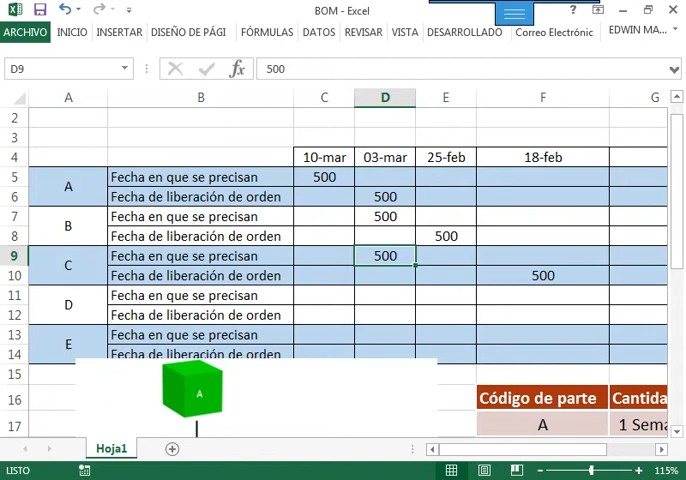 BOM - Excel
?
ARCHIVO INICIO INSERTAR DISEÑO DE PÁGI FÓRMULAS DATOS REVISAR VISTA DESARROLLADO Correo Electrónic EDWIN MA...
D9 fx 500
A B C D E F G
2
3
4 10-mar 03-mar 25-feb 18-feb
5 Fecha en que se precisan 500
A
6 Fecha de liberación de orden 500
7 Fecha en que se precisan 500
B
8 Fecha de liberación de orden 500
9 Fecha en que se precisan 500
C
10 Fecha de liberación de orden 500
11 Fecha en que se precisan
D
12 Fecha de liberación de orden
13 Fecha en que se precisan
E
14 Fecha de liberación de orden
15
A
16 Código de parte Cantida
17 A 1 Sema
Hoja1
LISTO 115%